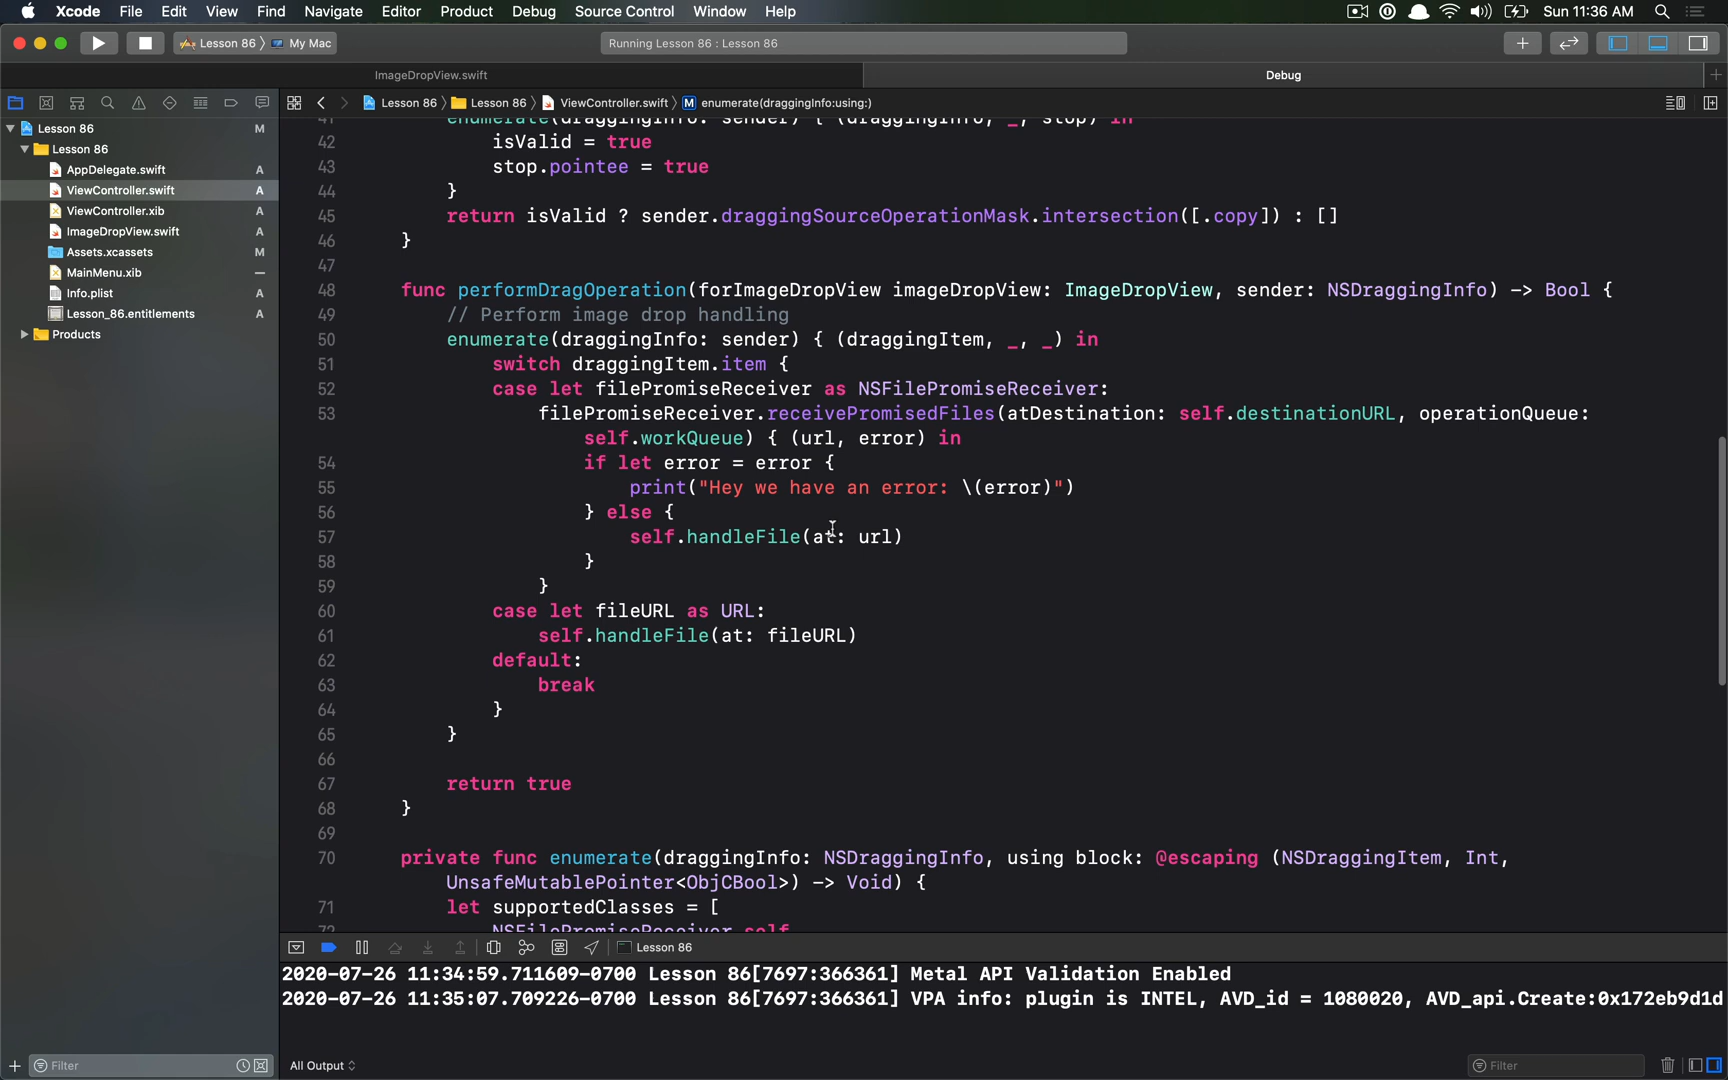 Xcode File Edit View Find Navigate Editor Product Debug Source Control Window Help Sun 11:36 AM
Lesson 86 〉 My Mac Running Lesson 86 : Lesson 86
ImageDropView.swift Debug
Lesson 86 〉 Lesson 86 〉 ViewController.swift 〉 M enumerate(draggingInfo:using:)
Lesson 86 M
Lesson 86
AppDelegate.swift A
ViewController.swift A
ViewController.xib A
ImageDropView.swift A
Assets.xcassets M
MainMenu.xib —
Info.plist A
Lesson_86.entitlements A
Products
41 enumerate(draggingInfo: sender) { (draggingInfo, _, stop) in
42 isValid = true
43 stop.pointee = true
44 }
45 return isValid ? sender.draggingSourceOperationMask.intersection([.copy]) : []
46 }
47
48 func performDragOperation(forImageDropView imageDropView: ImageDropView, sender: NSDraggingInfo) -> Bool {
49 // Perform image drop handling
50 enumerate(draggingInfo: sender) { (draggingItem, _, _) in
51 switch draggingItem.item {
52 case let filePromiseReceiver as NSFilePromiseReceiver:
53 filePromiseReceiver.receivePromisedFiles(atDestination: self.destinationURL, operationQueue:
self.workQueue) { (url, error) in
54 if let error = error {
55 print("Hey we have an error: \(error)")
56 } else {
57 self.handleFile(at: url)
58 }
59 }
60 case let fileURL as URL:
61 self.handleFile(at: fileURL)
62 default:
63 break
64 }
65 }
66
67 return true
68 }
69
70 private func enumerate(draggingInfo: NSDraggingInfo, using block: @escaping (NSDraggingItem, Int,
UnsafeMutablePointer<ObjCBool>) -> Void) {
71 let supportedClasses = [
72 NSFilePromiseReceiver.self,
Lesson 86
2020-07-26 11:34:59.711609-0700 Lesson 86[7697:366361] Metal API Validation Enabled
2020-07-26 11:35:07.709226-0700 Lesson 86[7697:366361] VPA info: plugin is INTEL, AVD_id = 1080020, AVD_api.Create:0x172eb9d1d
Filter All Output Filter